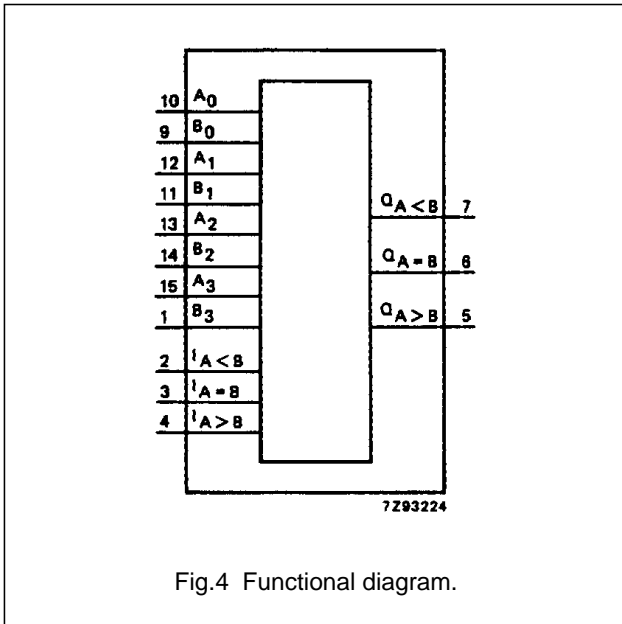 10 A0
9 B0
12 A1
11 B1
13 A2
14 B2
15 A3
1 B3
2 IA<B
3 IA=B
4 IA>B
QA<B 7
QA=B 6
QA>B 5
7Z93224
Fig.4 Functional diagram.